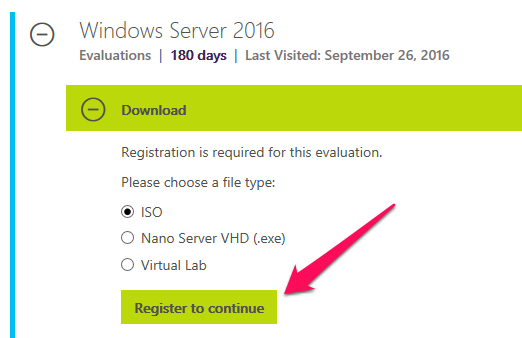 Windows Server 2016
Evaluations | 180 days | Last Visited: September 26, 2016
Download
Registration is required for this evaluation.
Please choose a file type:
ISO
Nano Server VHD (.exe)
Virtual Lab
Register to continue